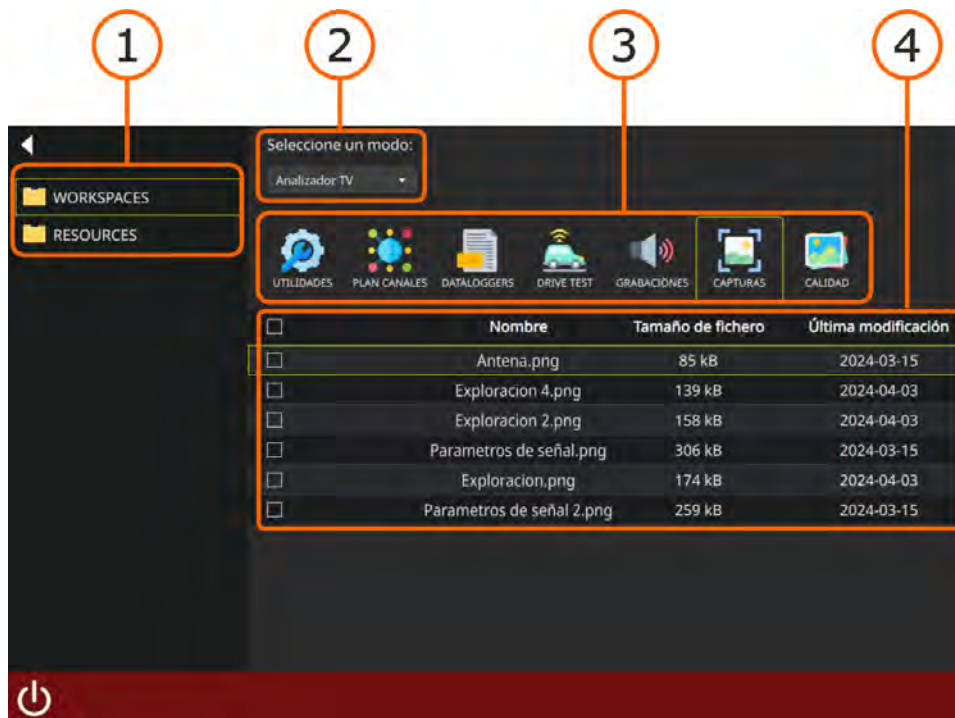 1 2 3 4
Seleccione un modo:
Analizador TV
WORKSPACES
RESOURCES
UTILIDADES PLAN CANALES DATALOGGERS DRIVE TEST GRABACIONES CAPTURAS CALIDAD
Nombre Tamaño de fichero Última modificación
Antena.png 85 kB 2024-03-15
Exploracion 4.png 139 kB 2024-04-03
Exploracion 2.png 158 kB 2024-04-03
Parametros de señal.png 306 kB 2024-03-15
Exploracion.png 174 kB 2024-04-03
Parametros de señal 2.png 259 kB 2024-03-15